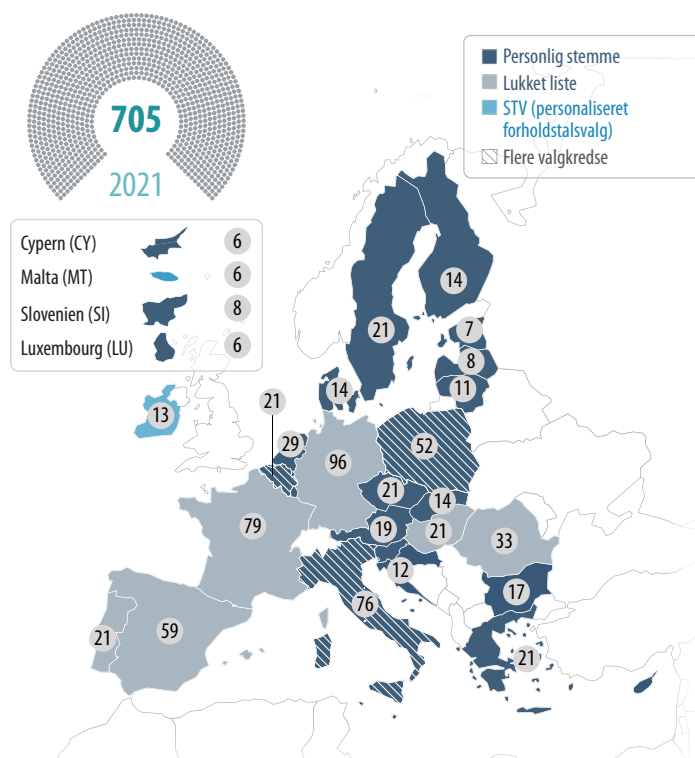 705
2021
Personlig stemme
Lukket liste
STV (personaliseret
forholdstalsvalg)
Flere valgkredse
Cypern (CY) 6
Malta (MT) 6
Slovenien (SI) 8
Luxembourg (LU) 6
14
21
7
8
11
14
21
13
29
96
52
21
14
79
19
21
33
12
17
76
21
59
21